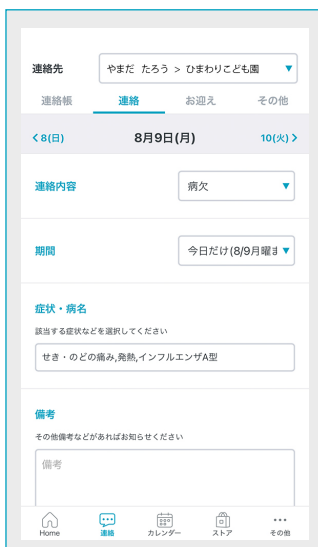 連絡先 やまだ たろう > ひまわりこども園 ▼
連絡帳 連絡 お迎え その他
< 8(日) 8月9日(月) 10(火) >
連絡内容 病欠 ▼
期間 今日だけ(8/9月曜ま ▼
症状・病名
該当する症状などを選択してください
せき・のどの痛み,発熱,インフルエンザA型
備考
その他備考などがあればお知らせください
備考
Home 連絡 カレンダー ストア その他